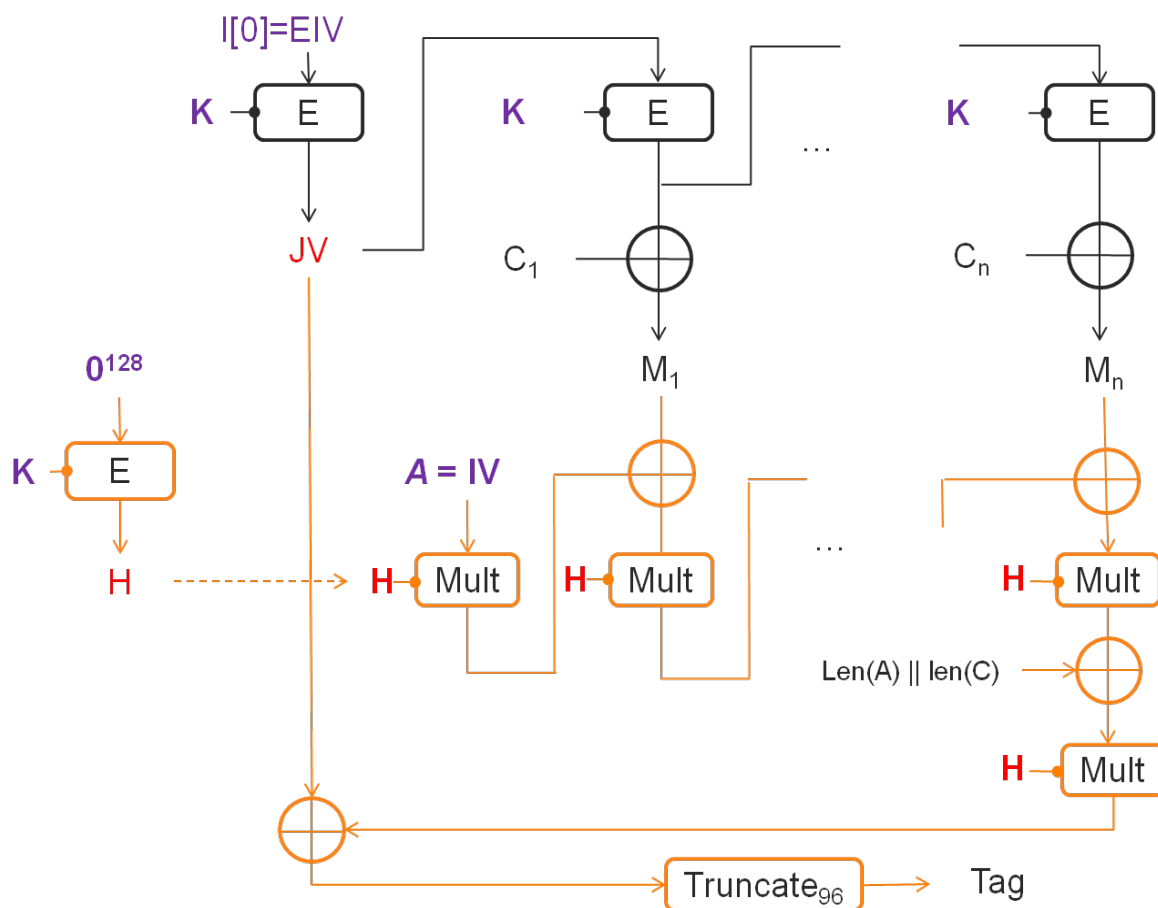 I[0]=EIV
K E K E K E
...
JV C₁ Cₙ
0¹²⁸ M₁ Mₙ
K E A = IV
...
H H Mult H Mult H Mult
Len(A) || len(C)
H Mult
Truncate₉₆ Tag